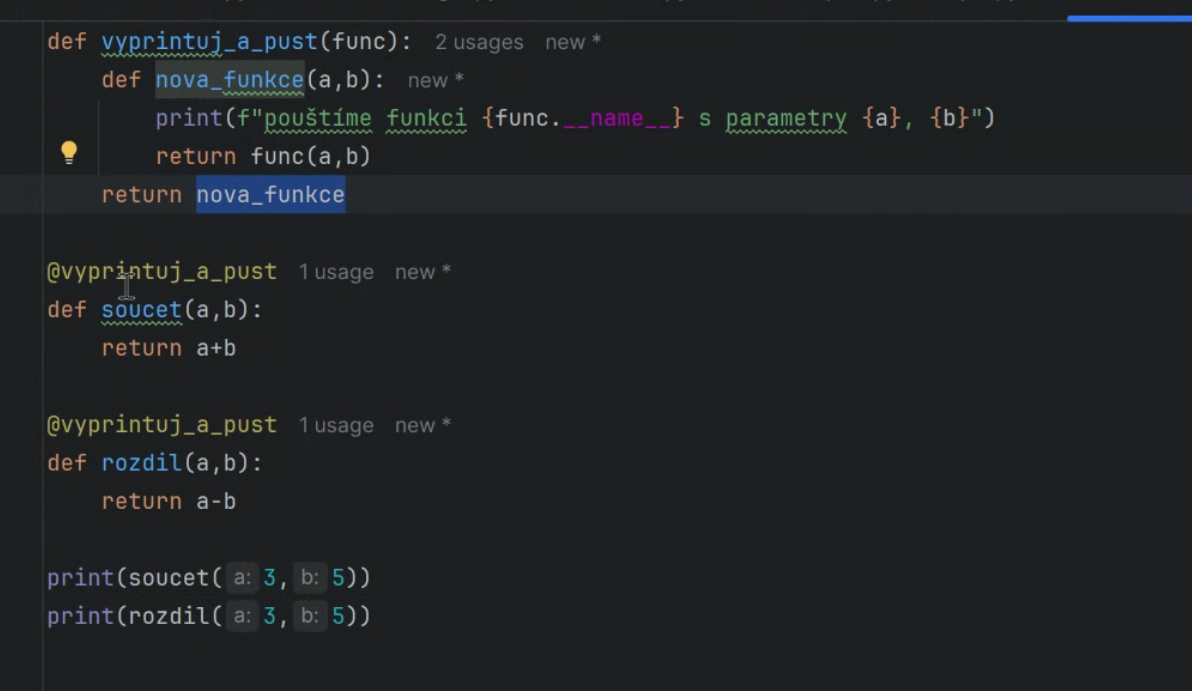 def vyprintuj_a_pust(func):  2 usages  new *
    def nova_funkce(a,b):  new *
        print(f"pouštíme funkci {func.__name__} s parametry {a}, {b}")
        return func(a,b)
    return nova_funkce
@vyprintuj_a_pust  1 usage  new *
def soucet(a,b):
    return a+b
@vyprintuj_a_pust  1 usage  new *
def rozdil(a,b):
    return a-b
print(soucet( a: 3, b: 5))
print(rozdil( a: 3, b: 5))